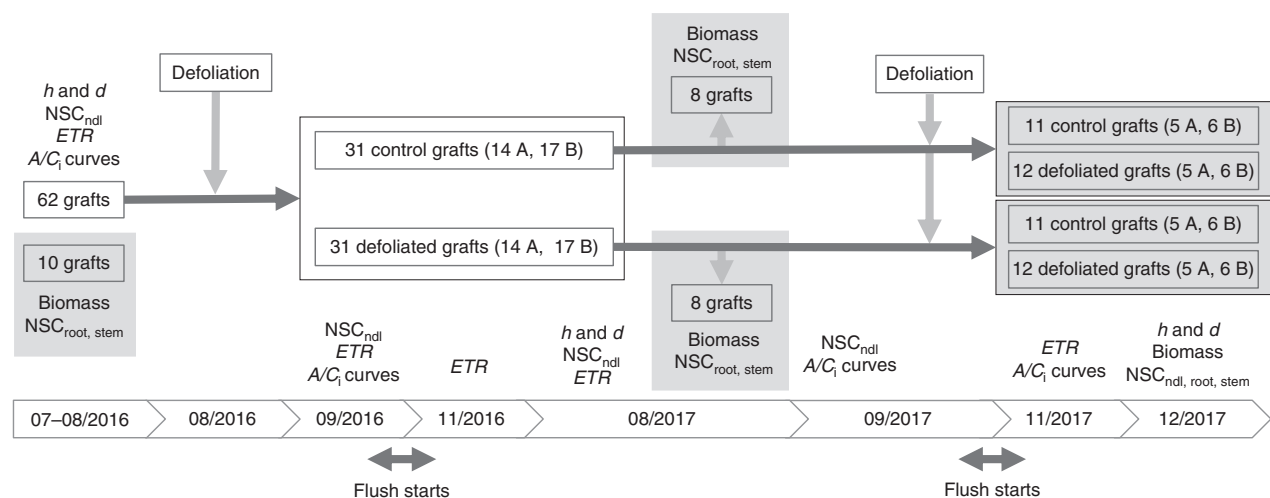 h and d
NSCndl
ETR
A/Ci curves
62 grafts
10 grafts
Biomass
NSCroot, stem
Defoliation
31 control grafts (14 A, 17 B)
31 defoliated grafts (14 A, 17 B)
Biomass
NSCroot, stem
8 grafts
8 grafts
Biomass
NSCroot, stem
Defoliation
11 control grafts (5 A, 6 B)
12 defoliated grafts (5 A, 6 B)
11 control grafts (5 A, 6 B)
12 defoliated grafts (5 A, 6 B)
NSCndl
ETR
A/Ci curves
ETR
h and d
NSCndl
ETR
NSCndl
A/Ci curves
ETR
A/Ci curves
h and d
Biomass
NSCndl, root, stem
07–08/2016
08/2016
09/2016
11/2016
08/2017
09/2017
11/2017
12/2017
Flush starts
Flush starts